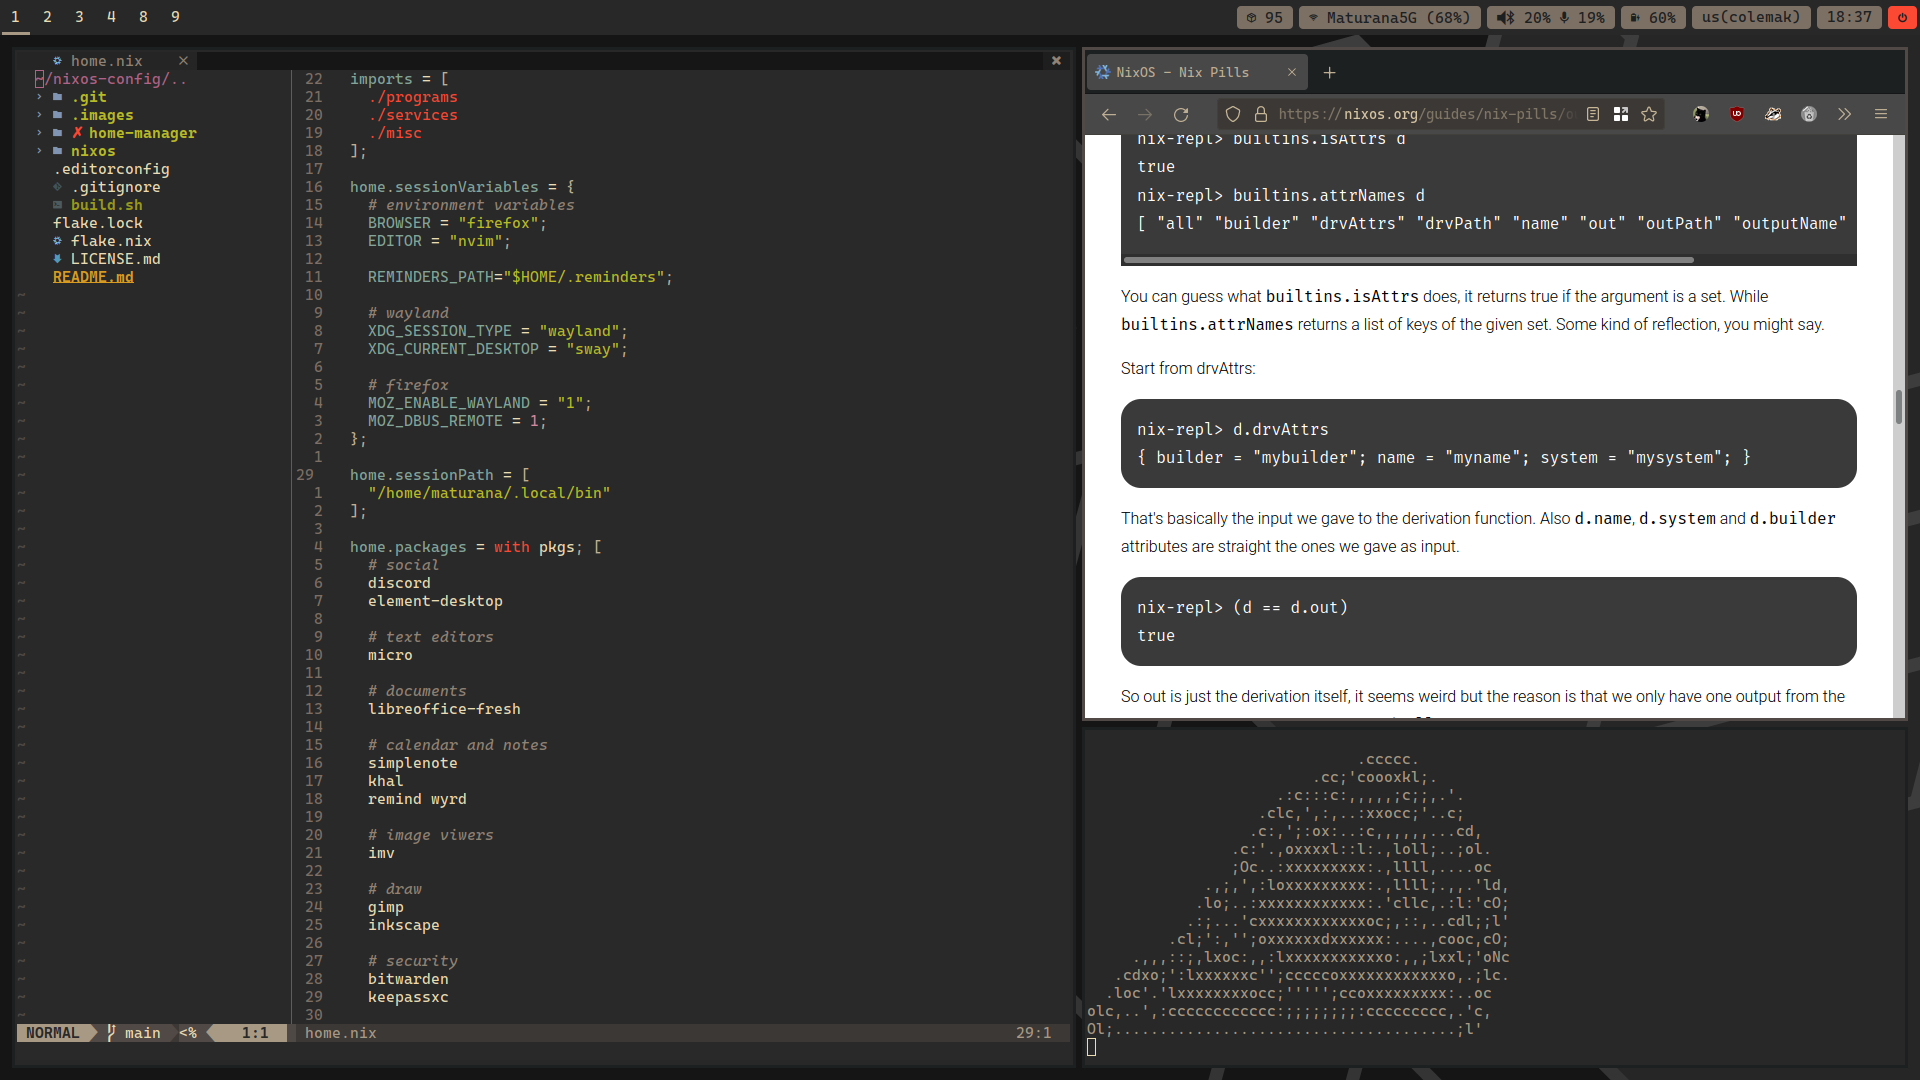 1 2 3 4 8 9
95 Maturana5G (68%) 20% 19% 60% us(colemak) 18:37
home.nix
~/nixos-config/..
.git
.images
✗ home-manager
nixos
.editorconfig
.gitignore
build.sh
flake.lock
flake.nix
LICENSE.md
README.md
22 imports = [
21 ./programs
20 ./services
19 ./misc
18 ];
17
16 home.sessionVariables = {
15 # environment variables
14 BROWSER = "firefox";
13 EDITOR = "nvim";
12
11 REMINDERS_PATH="$HOME/.reminders";
10
9 # wayland
8 XDG_SESSION_TYPE = "wayland";
7 XDG_CURRENT_DESKTOP = "sway";
6
5 # firefox
4 MOZ_ENABLE_WAYLAND = "1";
3 MOZ_DBUS_REMOTE = 1;
2 };
1
29 home.sessionPath = [
1 "/home/maturana/.local/bin"
2 ];
3
4 home.packages = with pkgs; [
5 # social
6 discord
7 element-desktop
8
9 # text editors
10 micro
11
12 # documents
13 libreoffice-fresh
14
15 # calendar and notes
16 simplenote
17 khal
18 remind wyrd
19
20 # image viwers
21 imv
22
23 # draw
24 gimp
25 inkscape
26
27 # security
28 bitwarden
29 keepassxc
30
NORMAL main <% 1:1 home.nix 29:1
NixOS - Nix Pills
https://nixos.org/guides/nix-pills/o
nix-repl> builtins.isAttrs d
true
nix-repl> builtins.attrNames d
[ "all" "builder" "drvAttrs" "drvPath" "name" "out" "outPath" "outputName"
You can guess what builtins.isAttrs does, it returns true if the argument is a set. While
builtins.attrNames returns a list of keys of the given set. Some kind of reflection, you might say.
Start from drvAttrs:
nix-repl> d.drvAttrs
{ builder = "mybuilder"; name = "myname"; system = "mysystem"; }
That's basically the input we gave to the derivation function. Also d.name, d.system and d.builder
attributes are straight the ones we gave as input.
nix-repl> (d == d.out)
true
So out is just the derivation itself, it seems weird but the reason is that we only have one output from the
.ccccc.
.cc;'coooxkl;.
.:c:::c:,,,,,;c;;,.'.
.clc,',:,..:xxocc;'..c;
.c:,';:ox:..:c,,,,,,...cd,
.c:'.,oxxxxl::l:.,loll;..;ol.
;Oc..:xxxxxxxxx:.,llll,....oc
.,;,',:loxxxxxxxxx:.,llll;.,,.'ld,
.lo;..:xxxxxxxxxxxx:.'cllc,.:l:'cO;
.:;...'cxxxxxxxxxxxxoc;,::,..cdl;;l'
.cl;':,'';oxxxxxxdxxxxxx:....,cooc,cO;
.,,,::;,lxoc:,,:lxxxxxxxxxxxo:,,;lxxl;'oNc
.cdxo;':lxxxxxxc'';cccccoxxxxxxxxxxxxo,.;lc.
.loc'.'lxxxxxxxxocc;''''';ccoxxxxxxxxx:..oc
olc,..',:cccccccccccc:;;;;;;;;:ccccccccc,.'c,
Ol;......................................;l'